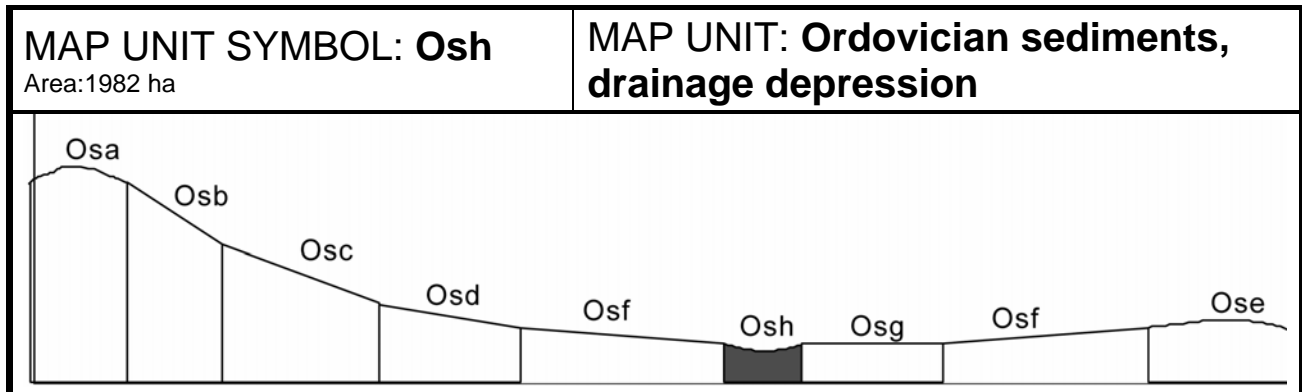 MAP UNIT SYMBOL: Osh
Area:1982 ha
MAP UNIT: Ordovician sediments,
drainage depression
Osa
Osb
Osc
Osd
Osf
Osh
Osg
Osf
Ose